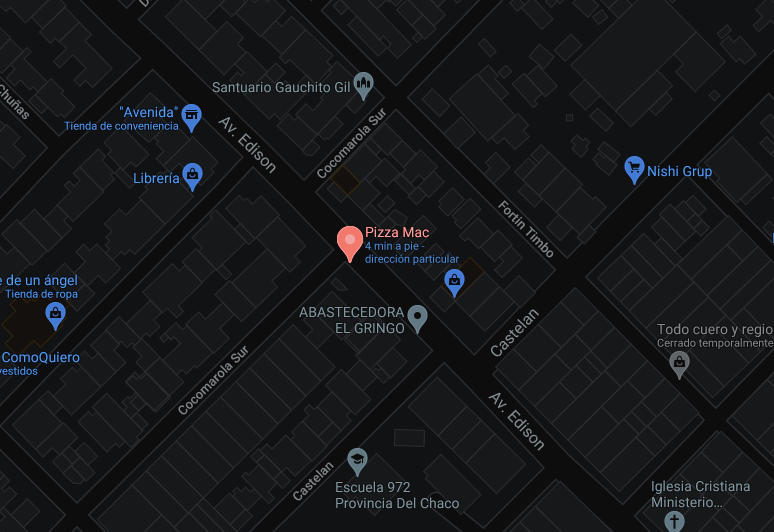 Chuñas
Santuario Gauchito Gil
"Avenida"
Tienda de conveniencia
Av. Edison
Cocomarola Sur
Librería
Nishi Grup
Fortín Timbo
Pizza Mac
4 min a pie -
dirección particular
e de un ángel
Tienda de ropa
ABASTECEDORA
EL GRINGO
Castelan
Todo cuero y regio
Cerrado temporalmente
ComoQuiero
vestidos
Cocomarola Sur
Av. Edison
Castelan
Escuela 972
Provincia Del Chaco
Iglesia Cristiana
Ministerio...